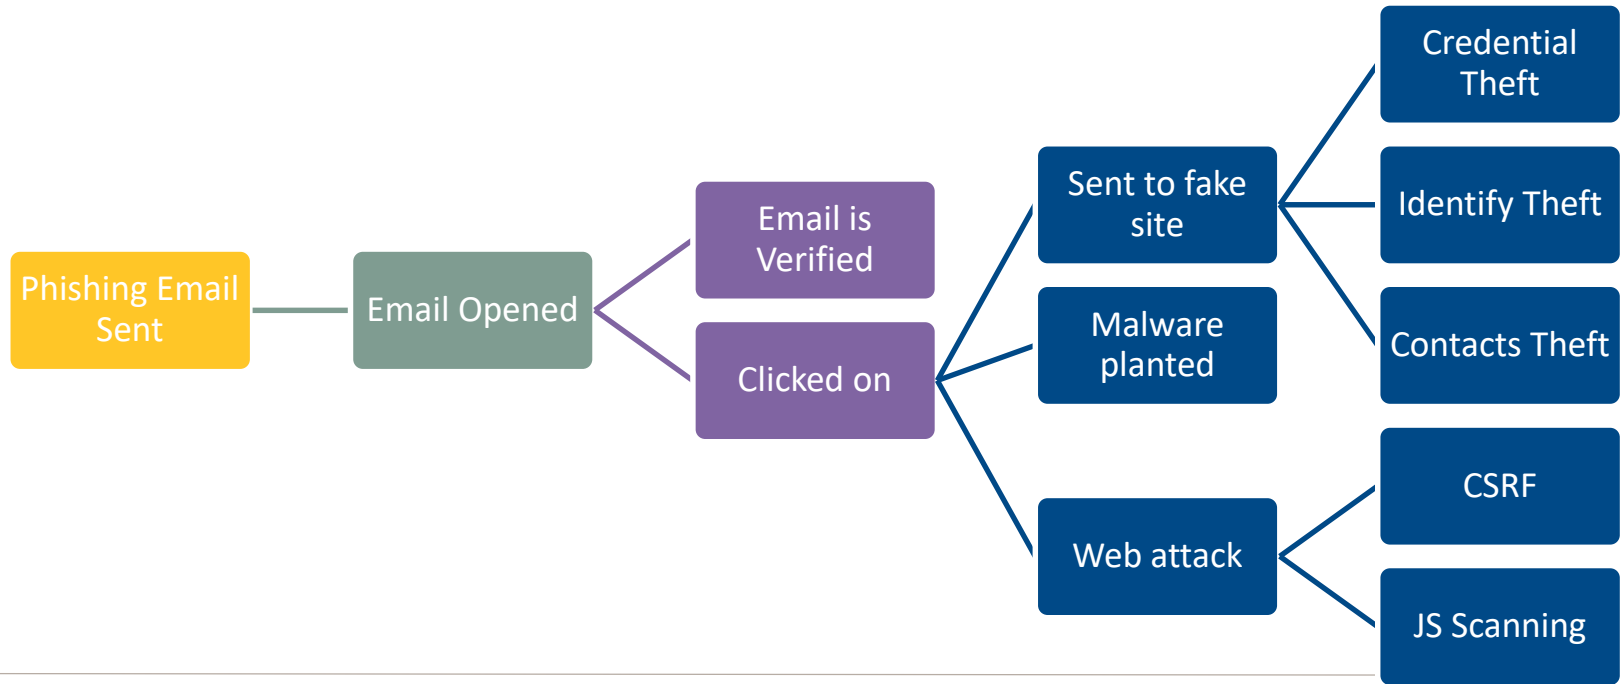 Phishing Email
Sent
Email Opened
Email is
Verified
Clicked on
Sent to fake
site
Malware
planted
Web attack
Credential
Theft
Identify Theft
Contacts Theft
CSRF
JS Scanning